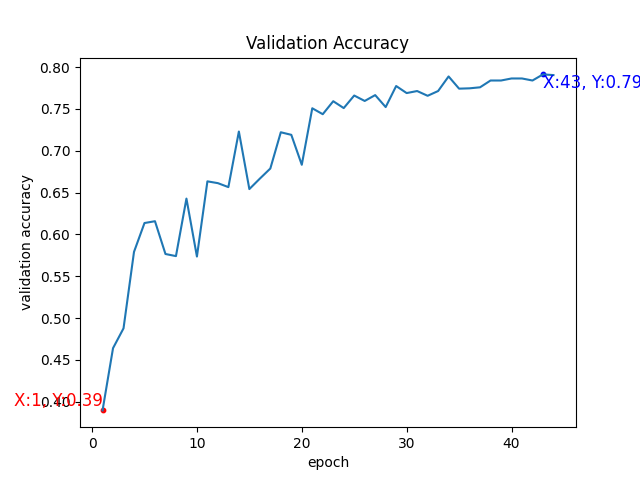 Validation Accuracy
validation accuracy
0.80
0.75
0.70
0.65
0.60
0.55
0.50
0.45
0.40
X:1, Y:0.39
X:43, Y:0.79
0 10 20 30 40
epoch